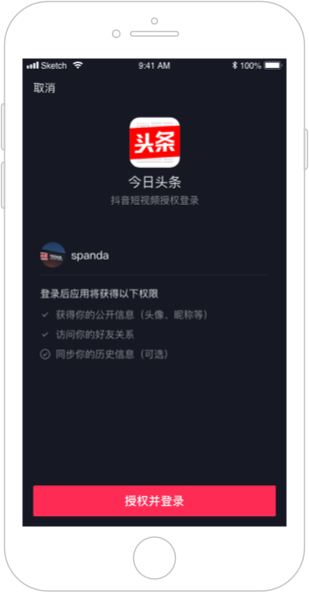 Sketch 9:41 AM 100%
取消
头条
今日头条
抖音短视频授权登录
spanda
登录后应用将获得以下权限
获得你的公开信息（头像、昵称等）
访问你的好友关系
同步你的历史信息（可选）
授权并登录